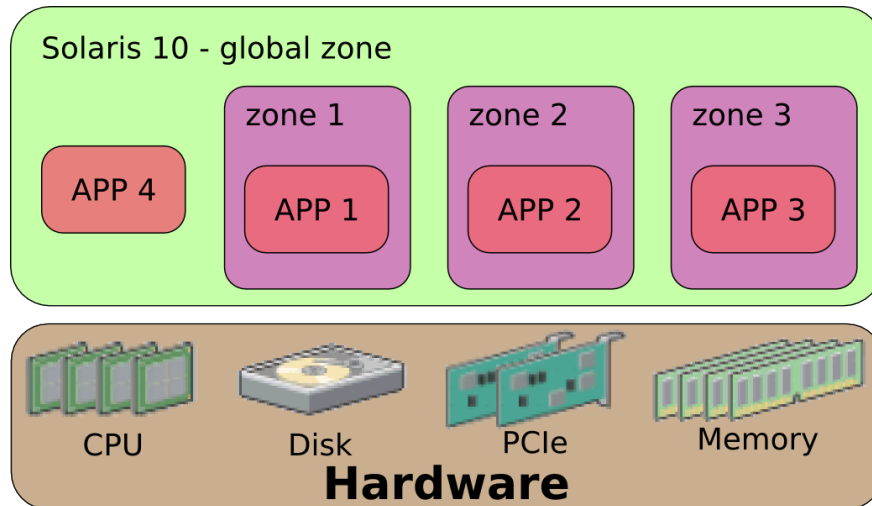 Solaris 10 - global zone
zone 1
zone 2
zone 3
APP 4
APP 1
APP 2
APP 3
CPU
Disk
PCIe
Memory
Hardware